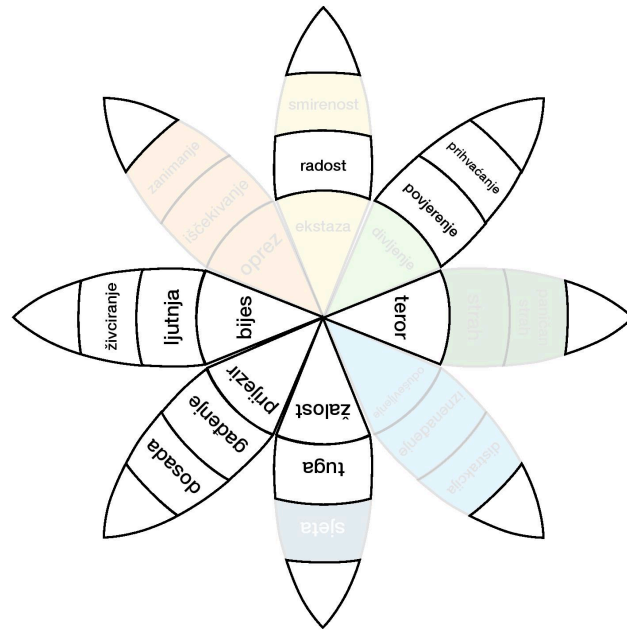 smirenost
radost
ekstaza
prihvaćanje
povjerenje
divljenje
zanimanje
iščekivanje
oprez
živciranje
ljutnja
bijes
teror
strah
prijezir
gađenje
dosada
žalost
tuga
sjeta
iznenađenje
distrakcija